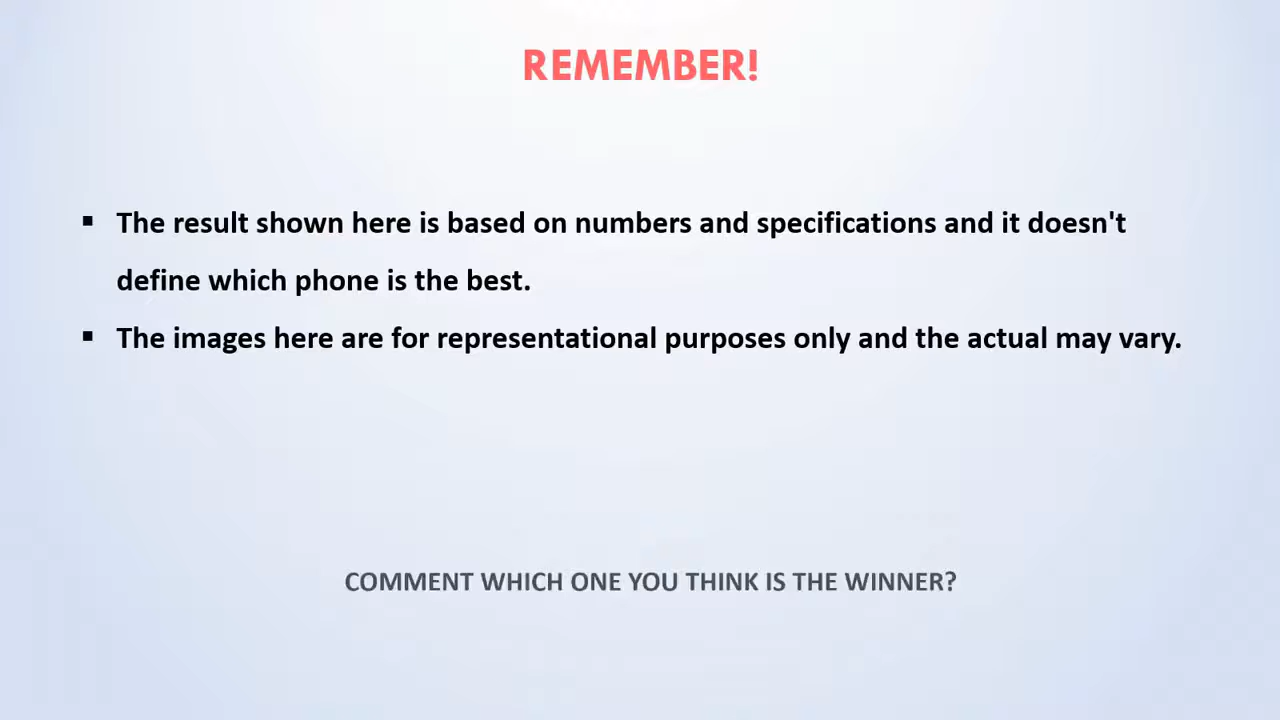 REMEMBER!
▪ The result shown here is based on numbers and specifications and it doesn't
define which phone is the best.
▪ The images here are for representational purposes only and the actual may vary.
COMMENT WHICH ONE YOU THINK IS THE WINNER?